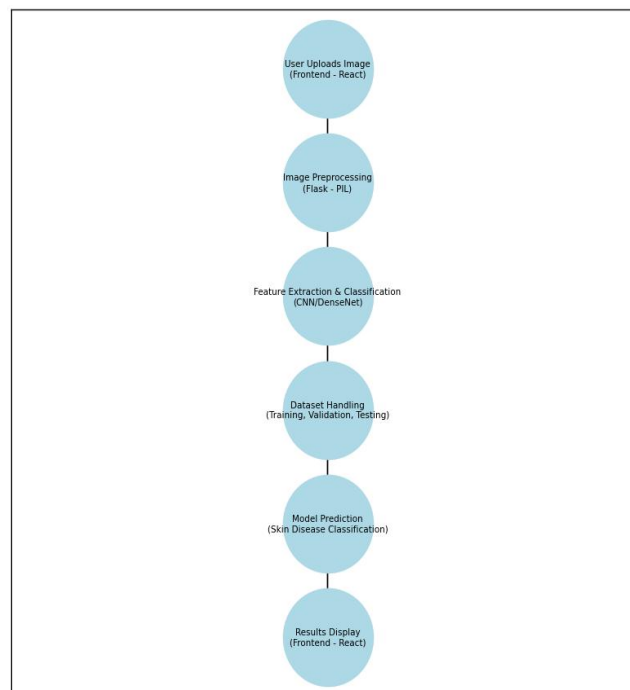 User Uploads Image
(Frontend - React)
Image Preprocessing
(Flask - PIL)
Feature Extraction & Classification
(CNN/DenseNet)
Dataset Handling
(Training, Validation, Testing)
Model Prediction
(Skin Disease Classification)
Results Display
(Frontend - React)